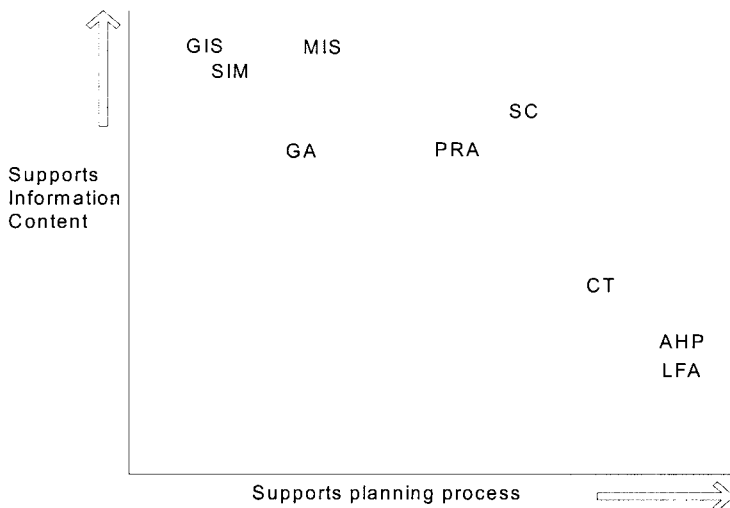 GIS
MIS
SIM
SC
GA
PRA
Supports
Information
Content
CT
AHP
LFA
Supports planning process